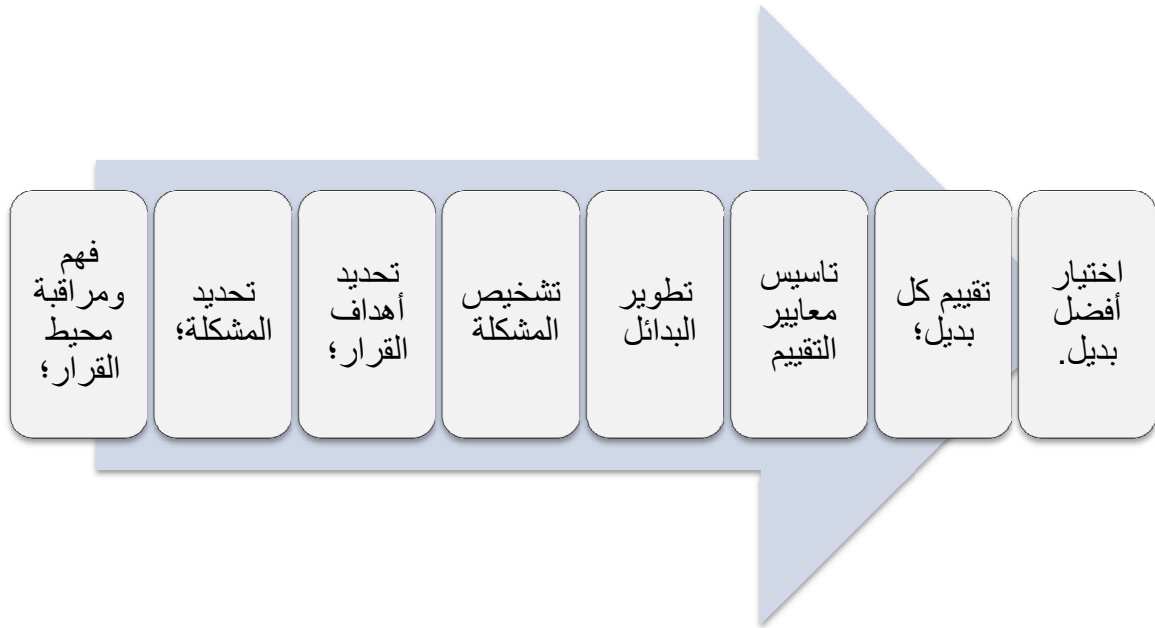 فهم
ومراقبة
محيط
القرار؛
تحديد
المشكلة؛
تحديد
أهداف
القرار؛
تشخيص
المشكلة
تطوير
البدائل
تاسيس
معايير
التقييم
تقييم كل
بديل؛
اختيار
أفضل
بديل.